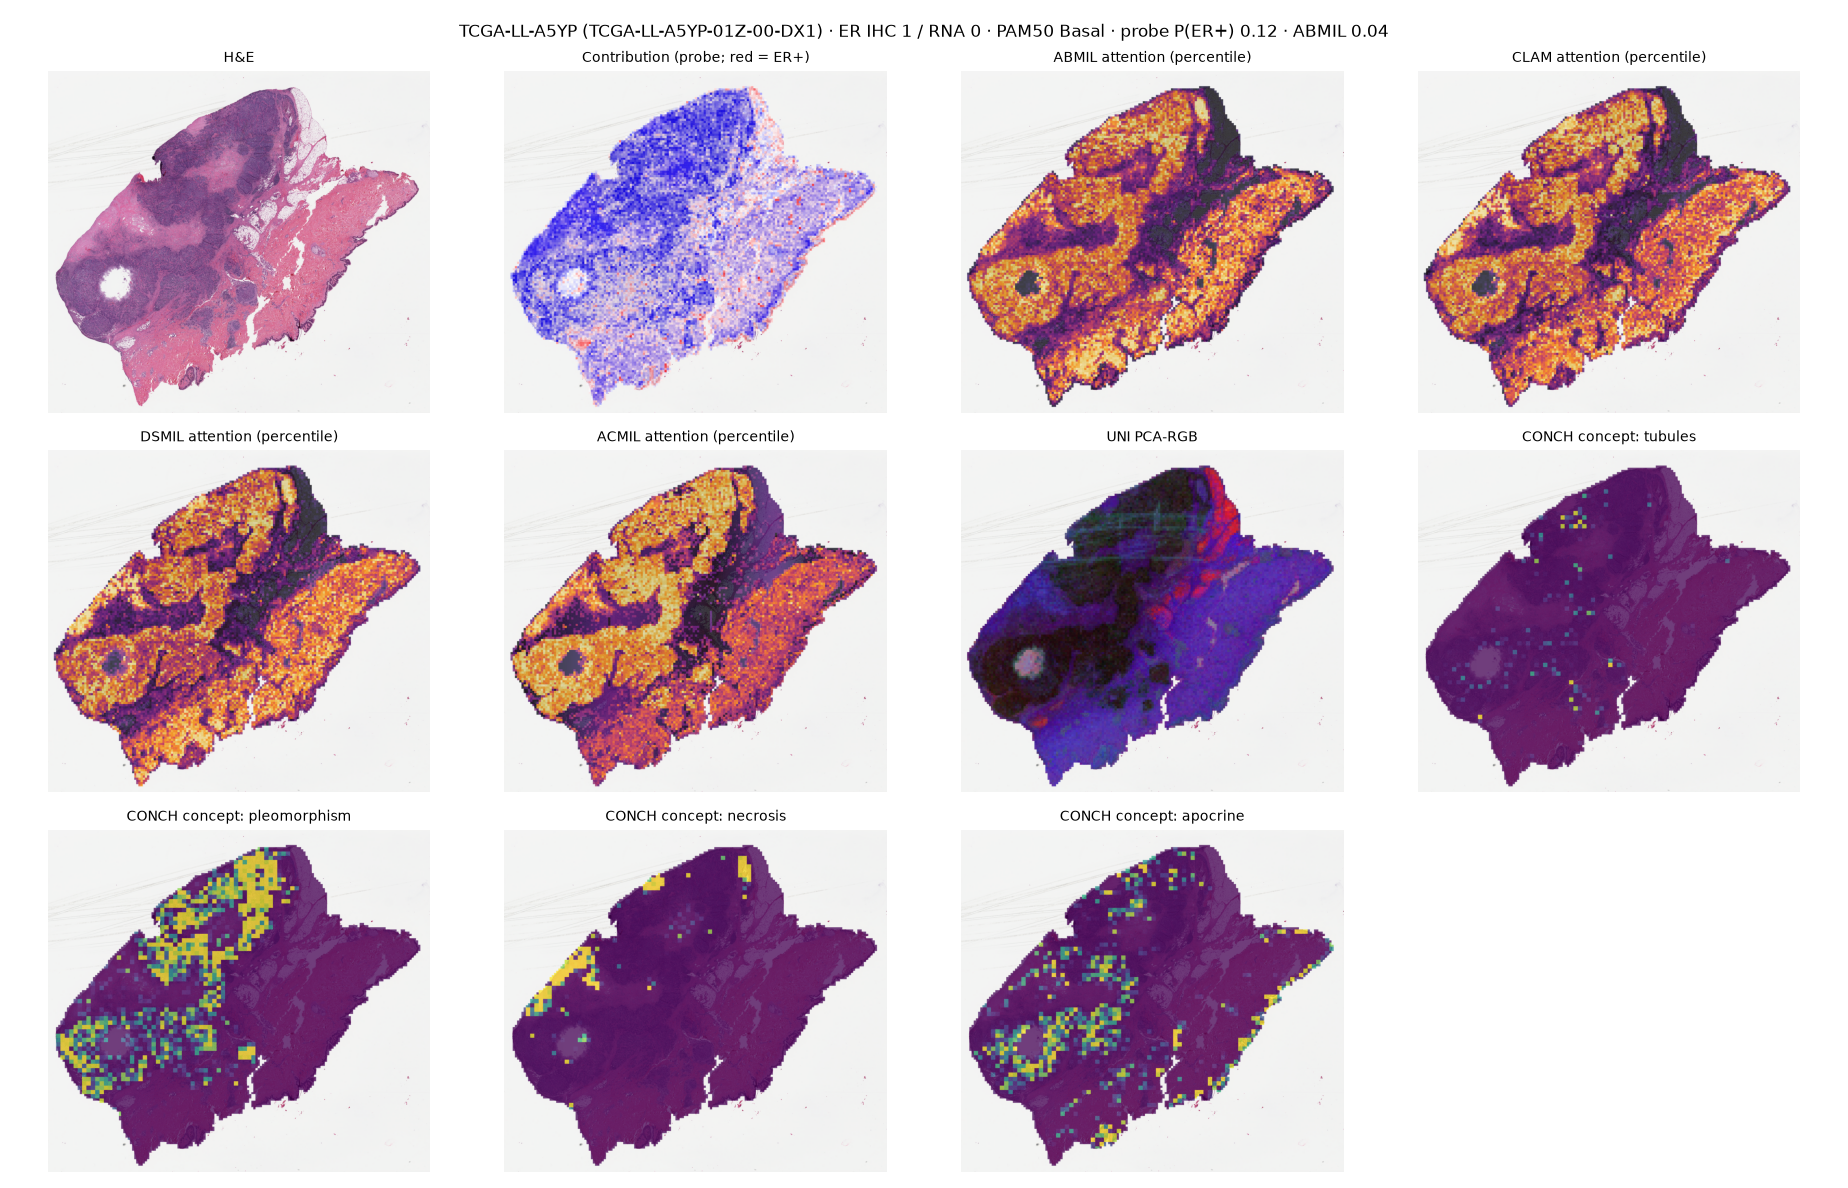 TCGA-LL-A5YP (TCGA-LL-A5YP-01Z-00-DX1) · ER IHC 1 / RNA 0 · PAM50 Basal · probe P(ER+) 0.12 · ABMIL 0.04
H&E
Contribution (probe; red = ER+)
ABMIL attention (percentile)
CLAM attention (percentile)
DSMIL attention (percentile)
ACMIL attention (percentile)
UNI PCA-RGB
CONCH concept: tubules
CONCH concept: pleomorphism
CONCH concept: necrosis
CONCH concept: apocrine